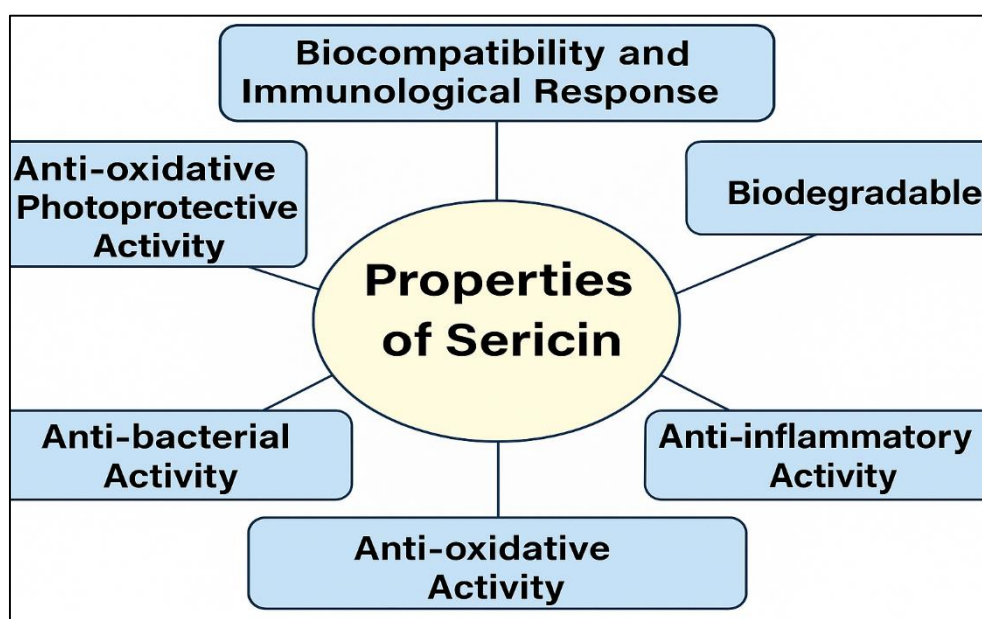 Biocompatibility and
Immunological Response
Anti-oxidative
Photoprotective
Activity
Biodegradable
Properties
of Sericin
Anti-bacterial
Activity
Anti-inflammatory
Activity
Anti-oxidative
Activity